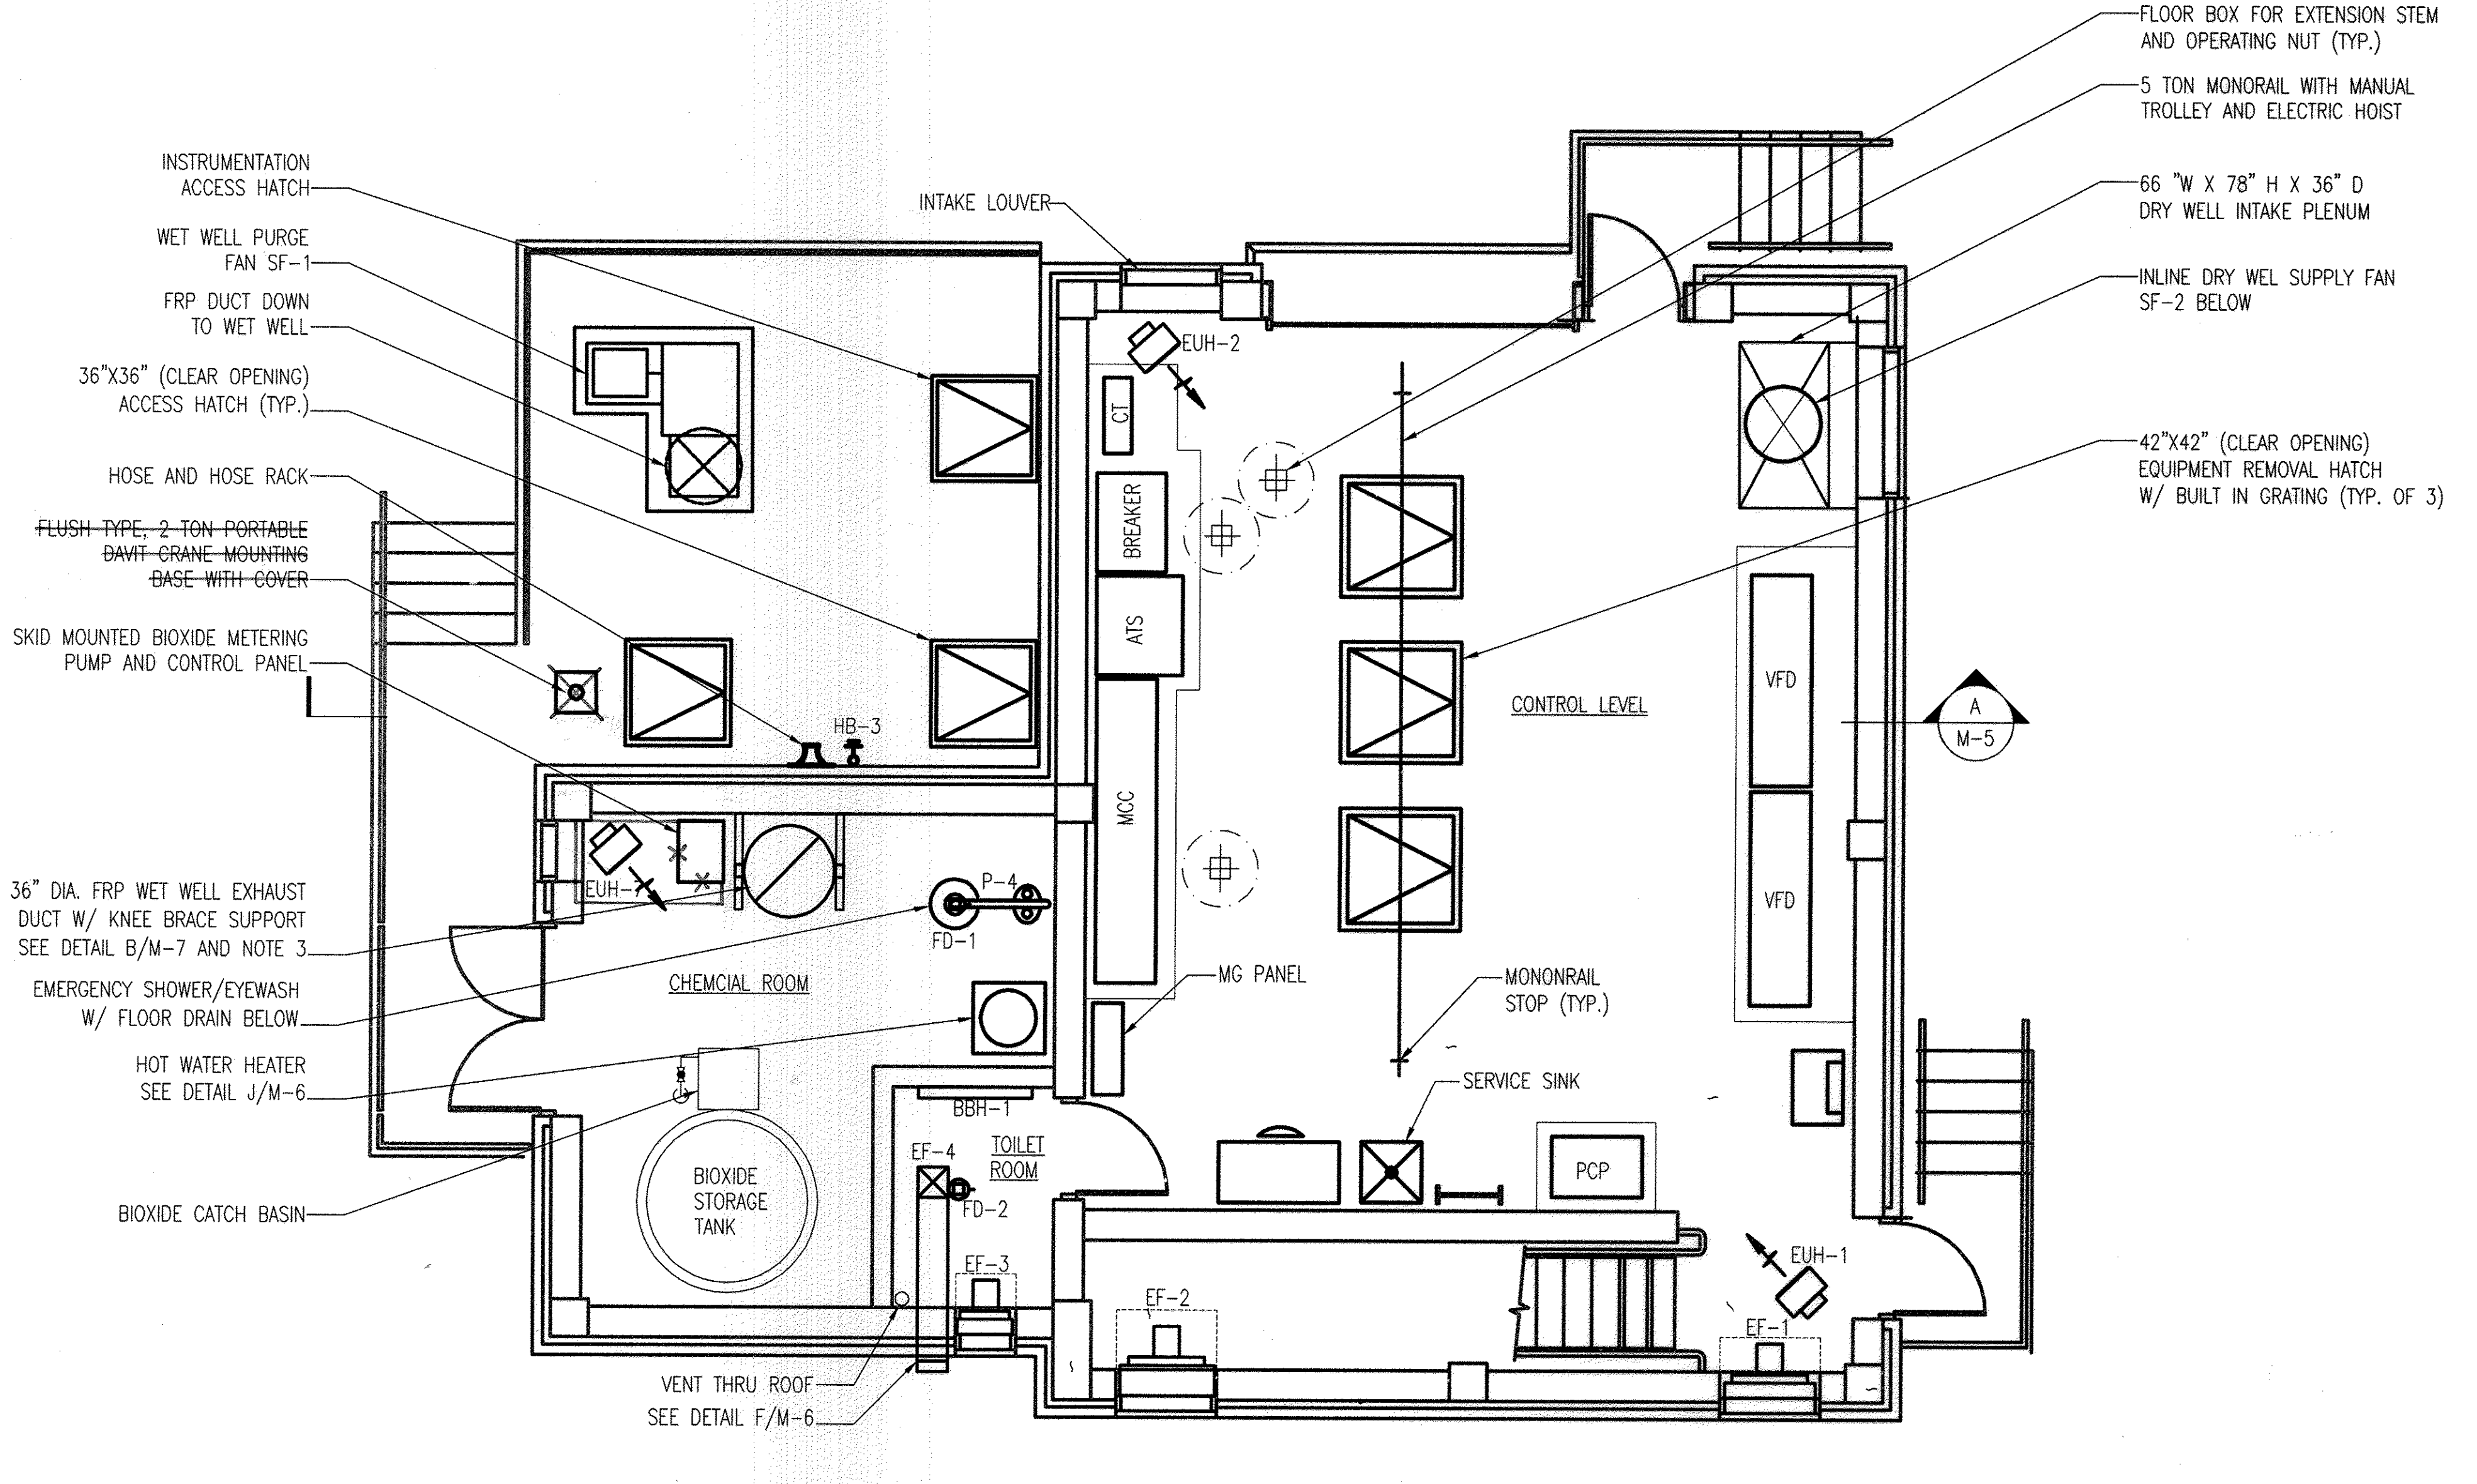 FLOOR BOX FOR EXTENSION STEM
AND OPERATING NUT (TYP.)
5 TON MONORAIL WITH MANUAL
TROLLEY AND ELECTRIC HOIST
66 "W X 78" H X 36" D
DRY WELL INTAKE PLENUM
INLINE DRY WEL SUPPLY FAN
SF-2 BELOW
42"X42" (CLEAR OPENING)
EQUIPMENT REMOVAL HATCH
W/ BUILT IN GRATING (TYP. OF 3)
INSTRUMENTATION
ACCESS HATCH
WET WELL PURGE
FAN SF-1
FRP DUCT DOWN
TO WET WELL
36"X36" (CLEAR OPENING)
ACCESS HATCH (TYP.)
HOSE AND HOSE RACK
FLUSH TYPE, 2 TON PORTABLE
DAVIT CRANE MOUNTING
BASE WITH COVER
SKID MOUNTED BIOXIDE METERING
PUMP AND CONTROL PANEL
36" DIA. FRP WET WELL EXHAUST
DUCT W/ KNEE BRACE SUPPORT
SEE DETAIL B/M-7 AND NOTE 3
EMERGENCY SHOWER/EYEWASH
W/ FLOOR DRAIN BELOW
HOT WATER HEATER
SEE DETAIL J/M-6
BIOXIDE CATCH BASIN
VENT THRU ROOF
SEE DETAIL F/M-6
INTAKE LOUVER
EUH-2
CT
BREAKER
ATS
MCC
HB-3
CONTROL LEVEL
VFD
VFD
A
M-5
EUH-7
P-4
FD-1
CHEMCIAL ROOM
MG PANEL
MONONRAIL
STOP (TYP.)
SERVICE SINK
BBH-1
TOILET
ROOM
EF-4
FD-2
BIOXIDE
STORAGE
TANK
PCP
EF-3
EF-2
EUH-1
EF-1